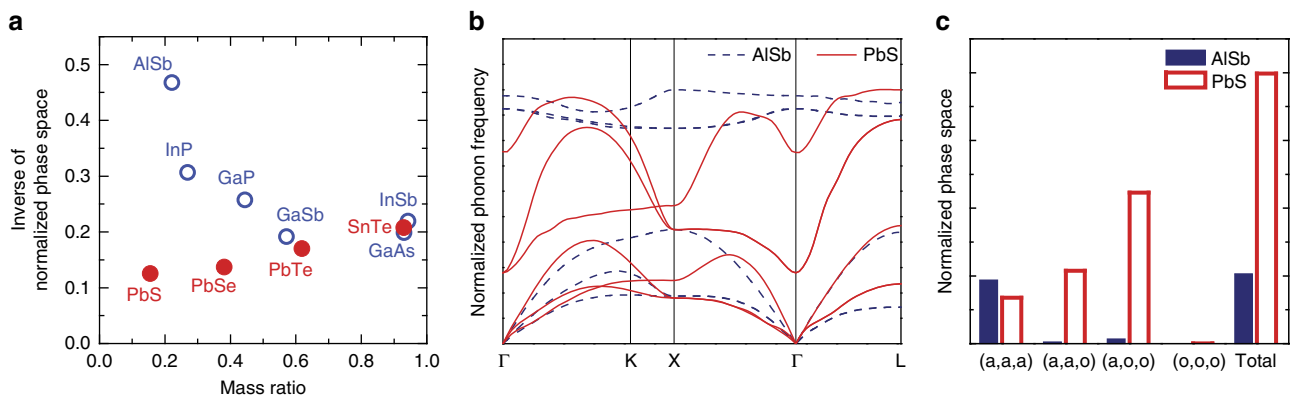 a
Inverse of
normalized phase space
0.5
0.4
0.3
0.2
0.1
0.0
AlSb
InP
GaP
GaSb
InSb
SnTe
GaAs
PbTe
PbSe
PbS
0.0 0.2 0.4 0.6 0.8 1.0
Mass ratio
b
Normalized phonon frequency
AlSb PbS
Γ K X Γ L
c
Normalized phase space
AlSb
PbS
(a,a,a) (a,a,o) (a,o,o) (o,o,o) Total